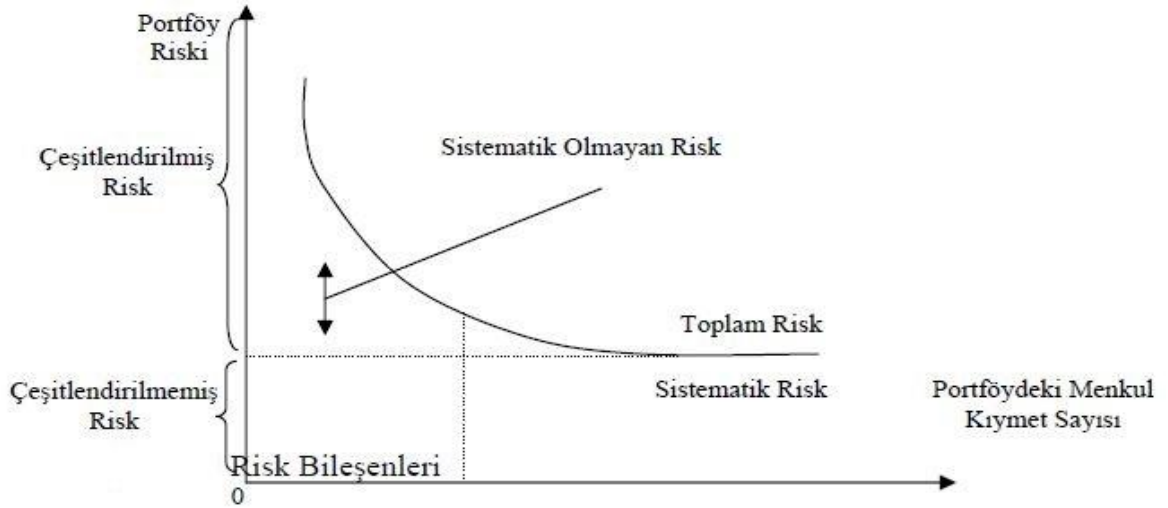 Portföy
Riski
Sistematik Olmayan Risk
Çeşitlendirilmiş
Risk
Toplam Risk
Çeşitlendirilmemiş
Risk
Sistematik Risk
Portföydeki Menkul
Kıymet Sayısı
Risk Bileşenleri
0